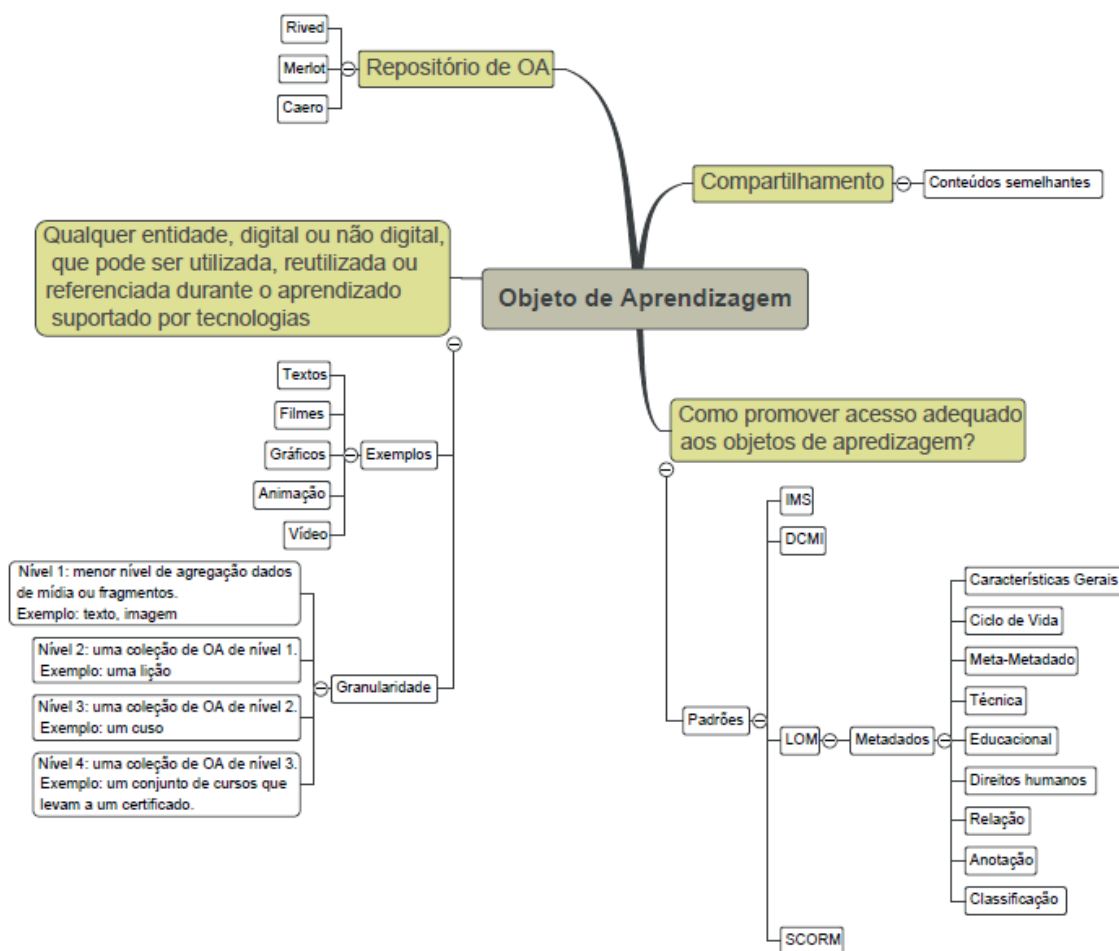 Rived
Merlot
Caero
Repositório de OA
Compartilhamento
Conteúdos semelhantes
Qualquer entidade, digital ou não digital,
que pode ser utilizada, reutilizada ou
referenciada durante o aprendizado
suportado por tecnologias
Objeto de Aprendizagem
Como promover acesso adequado
aos objetos de apredizagem?
Textos
Filmes
Gráficos
Animação
Vídeo
Exemplos
Nível 1: menor nível de agregação dados
de mídia ou fragmentos.
Exemplo: texto, imagem
Nível 2: uma coleção de OA de nível 1.
Exemplo: uma lição
Nível 3: uma coleção de OA de nível 2.
Exemplo: um cuso
Nível 4: uma coleção de OA de nível 3.
Exemplo: um conjunto de cursos que
levam a um certificado.
Granularidade
Padrões
IMS
DCMI
LOM
SCORM
Metadados
Características Gerais
Ciclo de Vida
Meta-Metadado
Técnica
Educacional
Direitos humanos
Relação
Anotação
Classificação